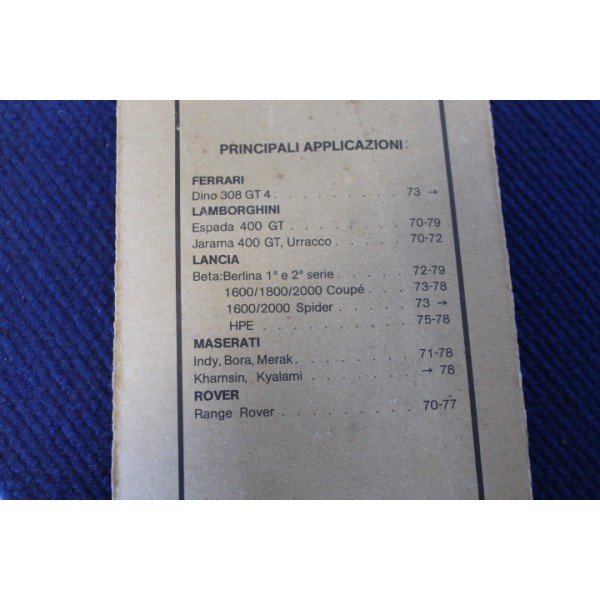 PRINCIPALI APPLICAZIONI:
FERRARI
Dino 308 GT 4 . . . . . . . . . . 73 →
LAMBORGHINI
Espada 400 GT . . . . . . . . . 70-79
Jarama 400 GT, Urracco . . . . . 70-72
LANCIA
Beta:Berlina 1ª e 2ª serie . . . . . 72-79
1600/1800/2000 Coupé . . . 73-78
1600/2000 Spider . . . . . 73 →
HPE . . . . . . . . . . 75-78
MASERATI
Indy, Bora, Merak . . . . . . . . 71-78
Khamsin, Kyalami . . . . . . . → 78
ROVER
Range Rover . . . . . . . . . 70-77